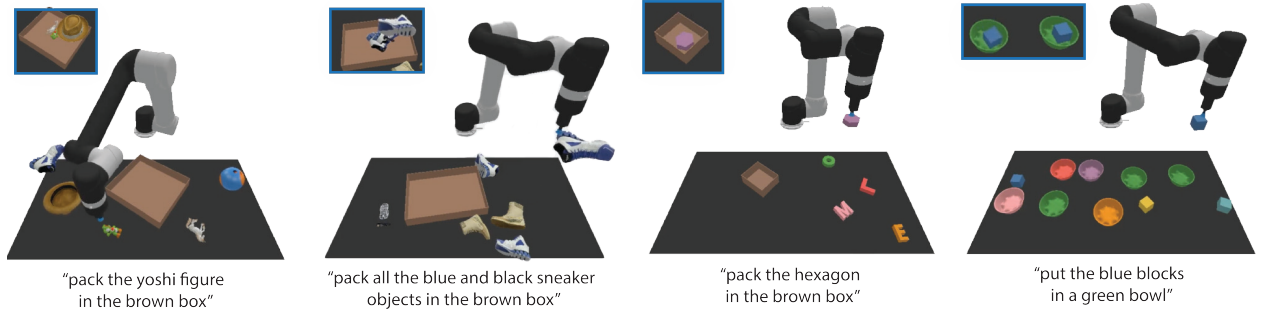 “pack the yoshi figure
in the brown box”
“pack all the blue and black sneaker
objects in the brown box”
“pack the hexagon
in the brown box”
“put the blue blocks
in a green bowl”
L
M
E